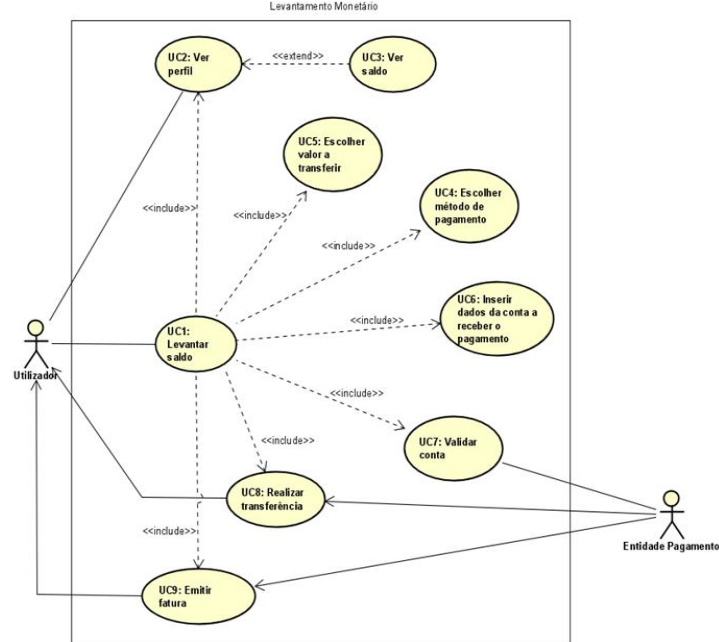 Levantamento Monetário
UC2: Ver
perfil
<<extend>>
UC3: Ver
saldo
UC5: Escolher
valor a
transferir
UC4: Escolher
método de
pagamento
<<include>>
<<include>>
<<include>>
UC6: Inserir
dados da conta a
receber o
pagamento
<<include>>
UC1:
Levantar
saldo
Utilizador
<<include>>
UC7: Validar
conta
<<include>>
UC8: Realizar
transferência
<<include>>
Entidade Pagamento
UC9: Emitir
fatura